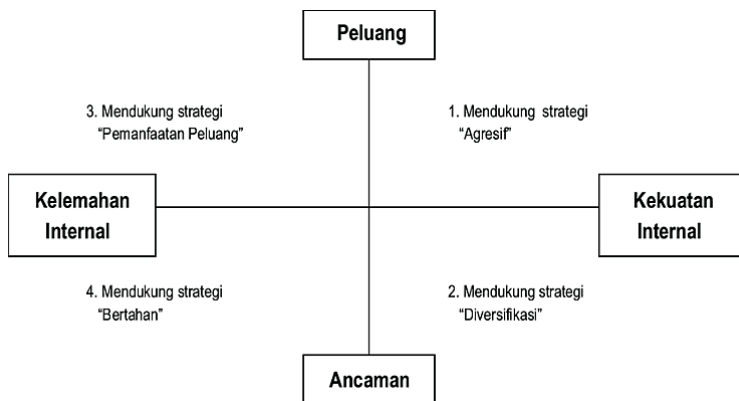 Peluang
3. Mendukung strategi
“Pemanfaatan Peluang”
1. Mendukung strategi
“Agresif”
Kelemahan
Internal
Kekuatan
Internal
4. Mendukung strategi
“Bertahan”
2. Mendukung strategi
“Diversifikasi”
Ancaman